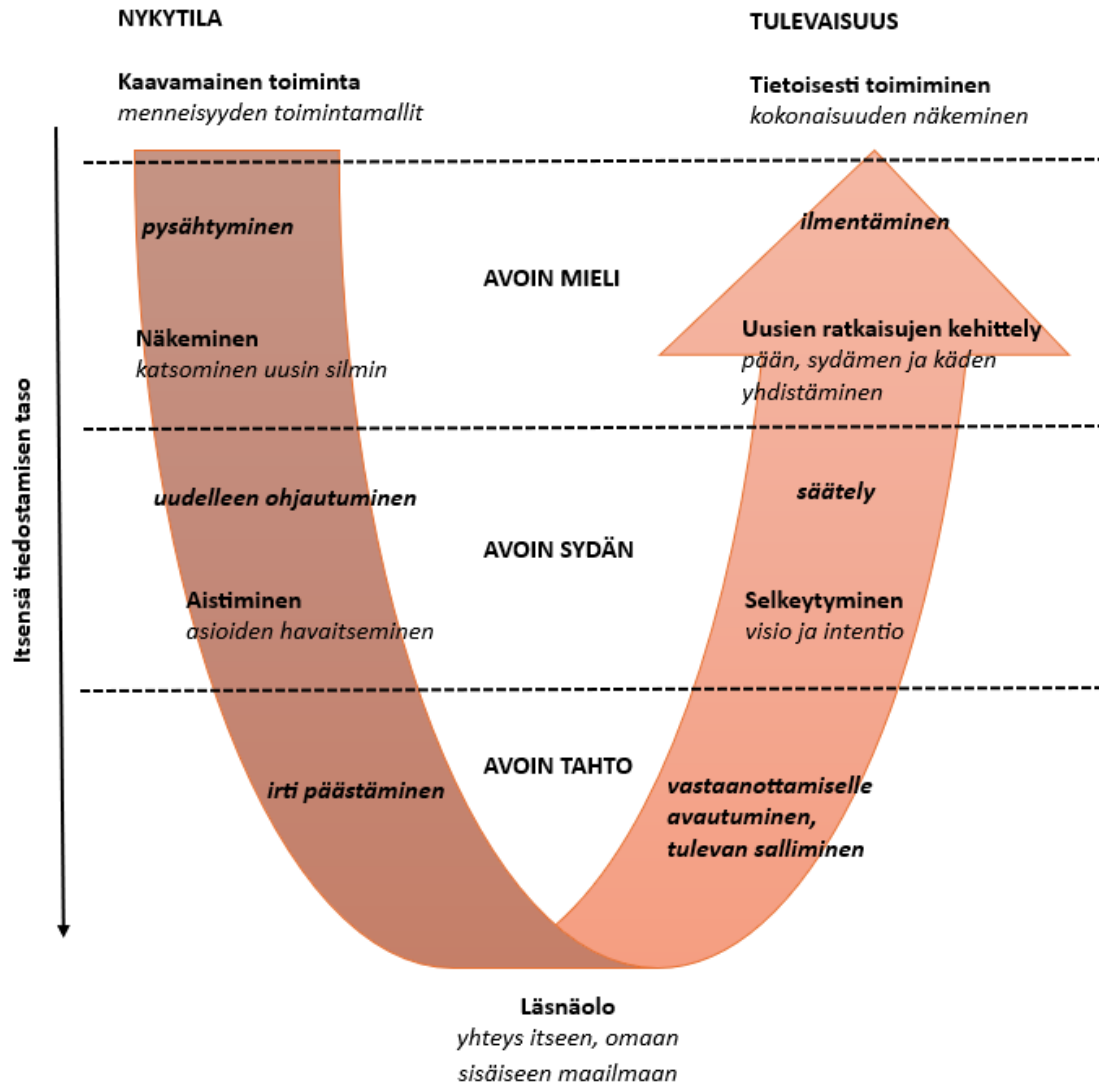 NYKYTILA
TULEVAISUUS
Kaavamainen toiminta
menneisyyden toimintamallit
Tietoisesti toimiminen
kokonaisuuden näkeminen
pysähtyminen
ilmentäminen
AVOIN MIELI
Näkeminen
katsominen uusin silmin
Uusien ratkaisujen kehittely
pään, sydämen ja käden
yhdistäminen
Itsensä tiedostamisen taso
uudelleen ohjautuminen
säätely
AVOIN SYDÄN
Aistiminen
asioiden havaitseminen
Selkeytyminen
visio ja intentio
AVOIN TAHTO
irti päästäminen
vastaanottamiselle
avautuminen,
tulevan salliminen
Läsnäolo
yhteys itseen, omaan
sisäiseen maailmaan